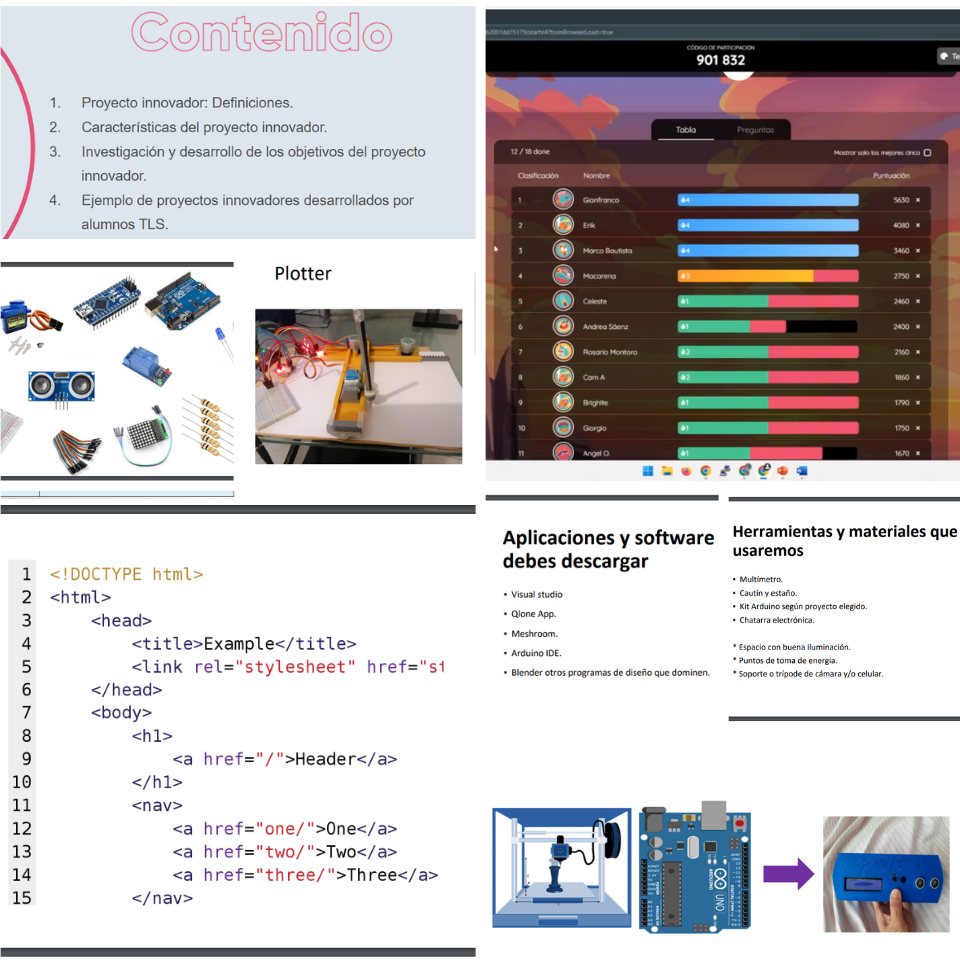 Contenido
1. Proyecto innovador: Definiciones.
2. Características del proyecto innovador.
3. Investigación y desarrollo de los objetivos del proyecto
innovador.
4. Ejemplo de proyectos innovadores desarrollados por
alumnos TLS.
CÓDIGO DE PARTICIPACIÓN
901 832
Te
Tabla Preguntas
12 / 18 done Mostrar solo los mejores cinco
Clasificación Nombre Puntuación
1 Gianfranco 4 5630 ×
2 Erik 4 4080 ×
3 Marco Bautista 4 3460 ×
4 Macarena 3 2750 ×
5 Celeste 1 2460 ×
6 Andrea Sáenz 1 2400 ×
7 Rosario Montoro 2 2160 ×
8 Cam A 2 1860 ×
9 Brighite 1 1790 ×
10 Giorgio 1 1750 ×
11 Angel O. 1 1670 ×
Plotter
1 <!DOCTYPE html>
2 <html>
3 <head>
4 <title>Example</title>
5 <link rel="stylesheet" href="st
6 </head>
7 <body>
8 <h1>
9 <a href="/">Header</a>
10 </h1>
11 <nav>
12 <a href="one/">One</a>
13 <a href="two/">Two</a>
14 <a href="three/">Three</a>
15 </nav>
Aplicaciones y software
debes descargar
• Visual studio
• Qlone App.
• Meshroom.
• Arduino IDE.
• Blender otros programas de diseño que dominen.
Herramientas y materiales que
usaremos
• Multímetro.
• Cautín y estaño.
• Kit Arduino según proyecto elegido.
• Chatarra electrónica.
* Espacio con buena iluminación.
* Puntos de toma de energía.
* Soporte o trípode de cámara y/o celular.
UNO
ARDUINO